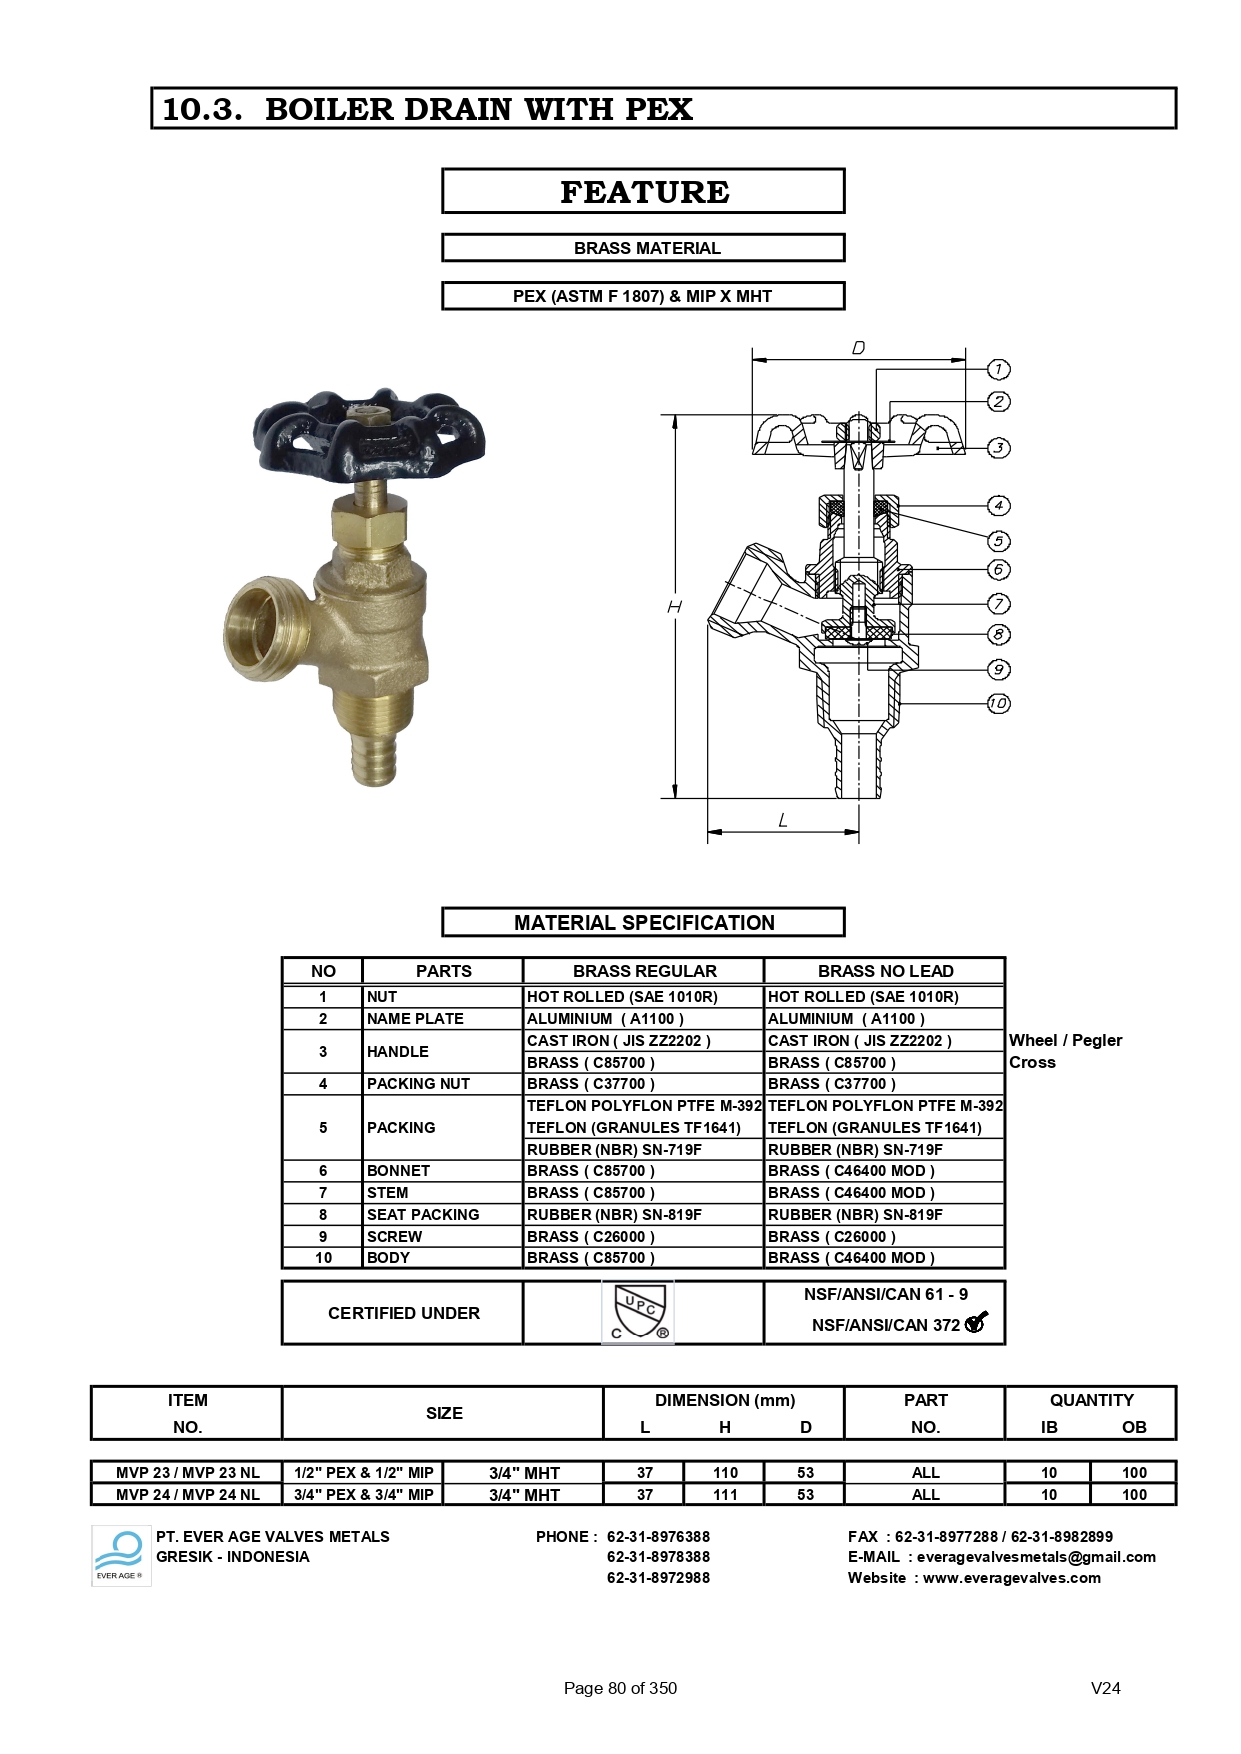 10.3. BOILER DRAIN WITH PEX
FEATURE
BRASS MATERIAL
PEX (ASTM F 1807) & MIP X MHT
D
1
2
3
4
5
6
7
8
9
10
H
L
MATERIAL SPECIFICATION
NO PARTS BRASS REGULAR BRASS NO LEAD
1 NUT HOT ROLLED (SAE 1010R) HOT ROLLED (SAE 1010R)
2 NAME PLATE ALUMINIUM ( A1100 ) ALUMINIUM ( A1100 )
3 HANDLE CAST IRON ( JIS ZZ2202 ) CAST IRON ( JIS ZZ2202 ) Wheel / Pegler
BRASS ( C85700 ) BRASS ( C85700 ) Cross
4 PACKING NUT BRASS ( C37700 ) BRASS ( C37700 )
TEFLON POLYFLON PTFE M-392 TEFLON POLYFLON PTFE M-392
5 PACKING TEFLON (GRANULES TF1641) TEFLON (GRANULES TF1641)
RUBBER (NBR) SN-719F RUBBER (NBR) SN-719F
6 BONNET BRASS ( C85700 ) BRASS ( C46400 MOD )
7 STEM BRASS ( C85700 ) BRASS ( C46400 MOD )
8 SEAT PACKING RUBBER (NBR) SN-819F RUBBER (NBR) SN-819F
9 SCREW BRASS ( C26000 ) BRASS ( C26000 )
10 BODY BRASS ( C85700 ) BRASS ( C46400 MOD )
CERTIFIED UNDER
UPC
C ®
NSF/ANSI/CAN 61 - 9
NSF/ANSI/CAN 372
ITEM SIZE DIMENSION (mm) PART QUANTITY
NO. L H D NO. IB OB
MVP 23 / MVP 23 NL 1/2" PEX & 1/2" MIP 3/4" MHT 37 110 53 ALL 10 100
MVP 24 / MVP 24 NL 3/4" PEX & 3/4" MIP 3/4" MHT 37 111 53 ALL 10 100
EVER AGE ®
PT. EVER AGE VALVES METALS PHONE : 62-31-8976388 FAX : 62-31-8977288 / 62-31-8982899
GRESIK - INDONESIA 62-31-8978388 E-MAIL : everagevalvesmetals@gmail.com
62-31-8972988 Website : www.everagevalves.com
Page 80 of 350 V24